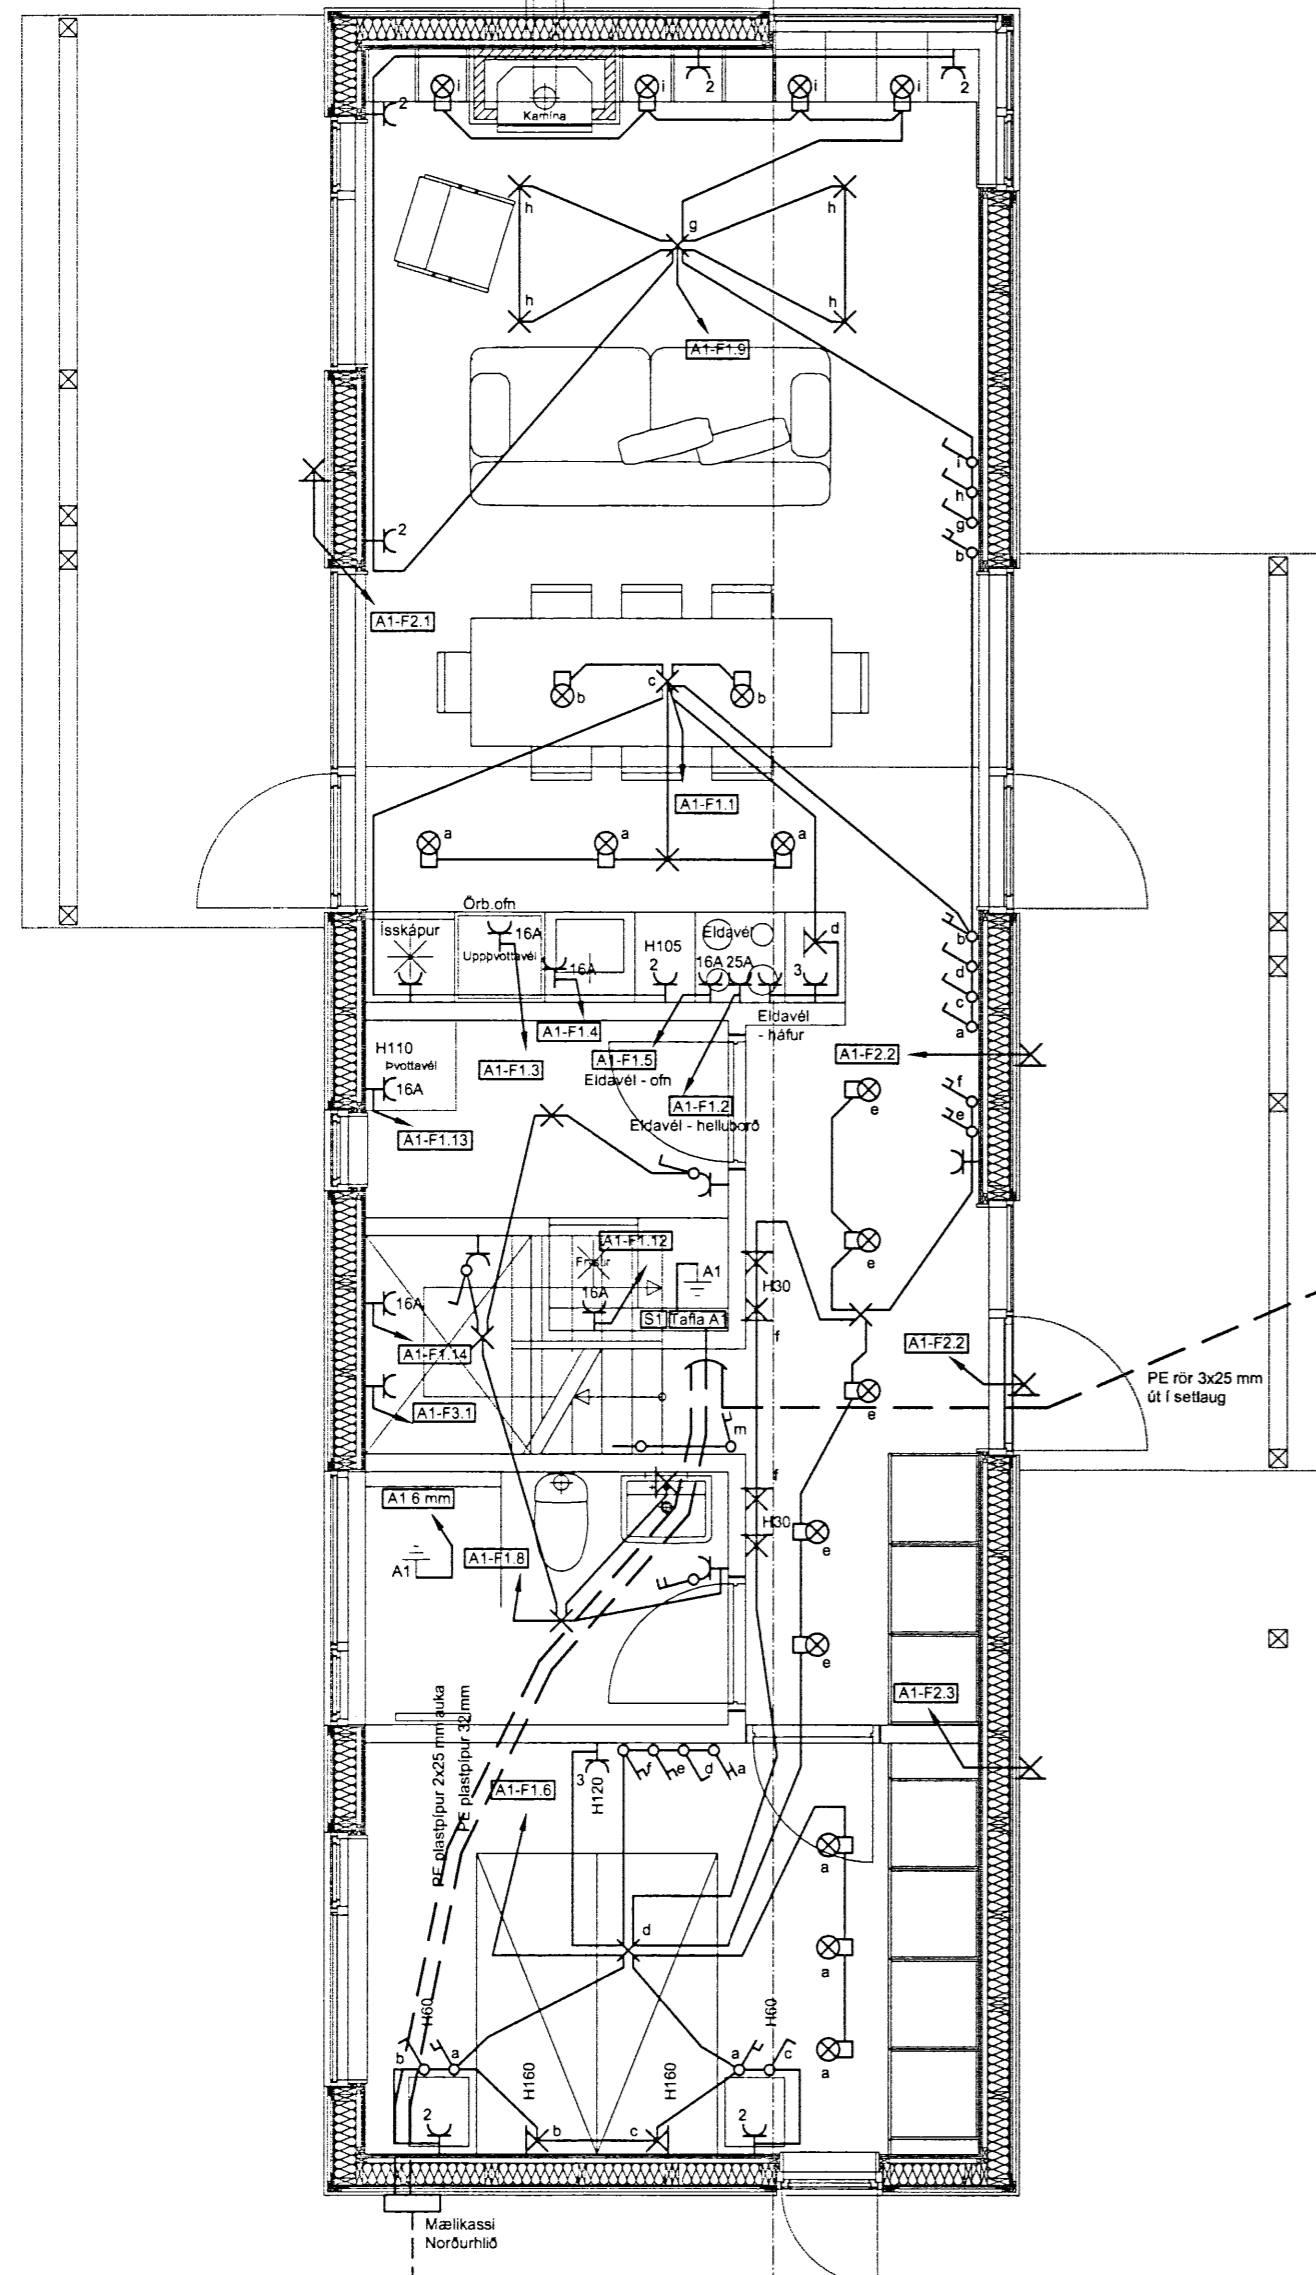 2
i
i
i
i
2
2
Kamína
h
h
g
h
h
A1-F1.9
i
h
g
b
2
A1-F2.1
c
b
b
A1-F1.1
a
a
a
Örb.ofn
Ísskápur
16A
Uppþvottavél
16A
H105
2
Eldavél
16A 25A
3
d
b
d
c
a
A1-F1.4
Eldavél
- háfur
A1-F1.3
A1-F1.5
Eldavél - ofn
A1-F2.2
H110
Þvottavél
16A
A1-F1.2
Eldavél - helluborð
e
f
e
A1-F1.13
A1-F1.12
Frystir
16A
A1
e
H30
16A
S1
Tafla A1
f
A1-F1.14
A1-F2.2
e
PE rör 3x25 mm
út í setlaug
A1-F3.1
m
f
A1 6 mm
H30
e
A1
A1-F1.8
e
A1-F2.3
PE plastpípur 2x25 mm auka
PE plastpípur 32 mm
3
H120
f
e
d
a
A1-F1.6
a
d
a
H60
H60
b
a
a
c
a
H160
H160
2
b
c
2
Mælikassi
Norðurhlið